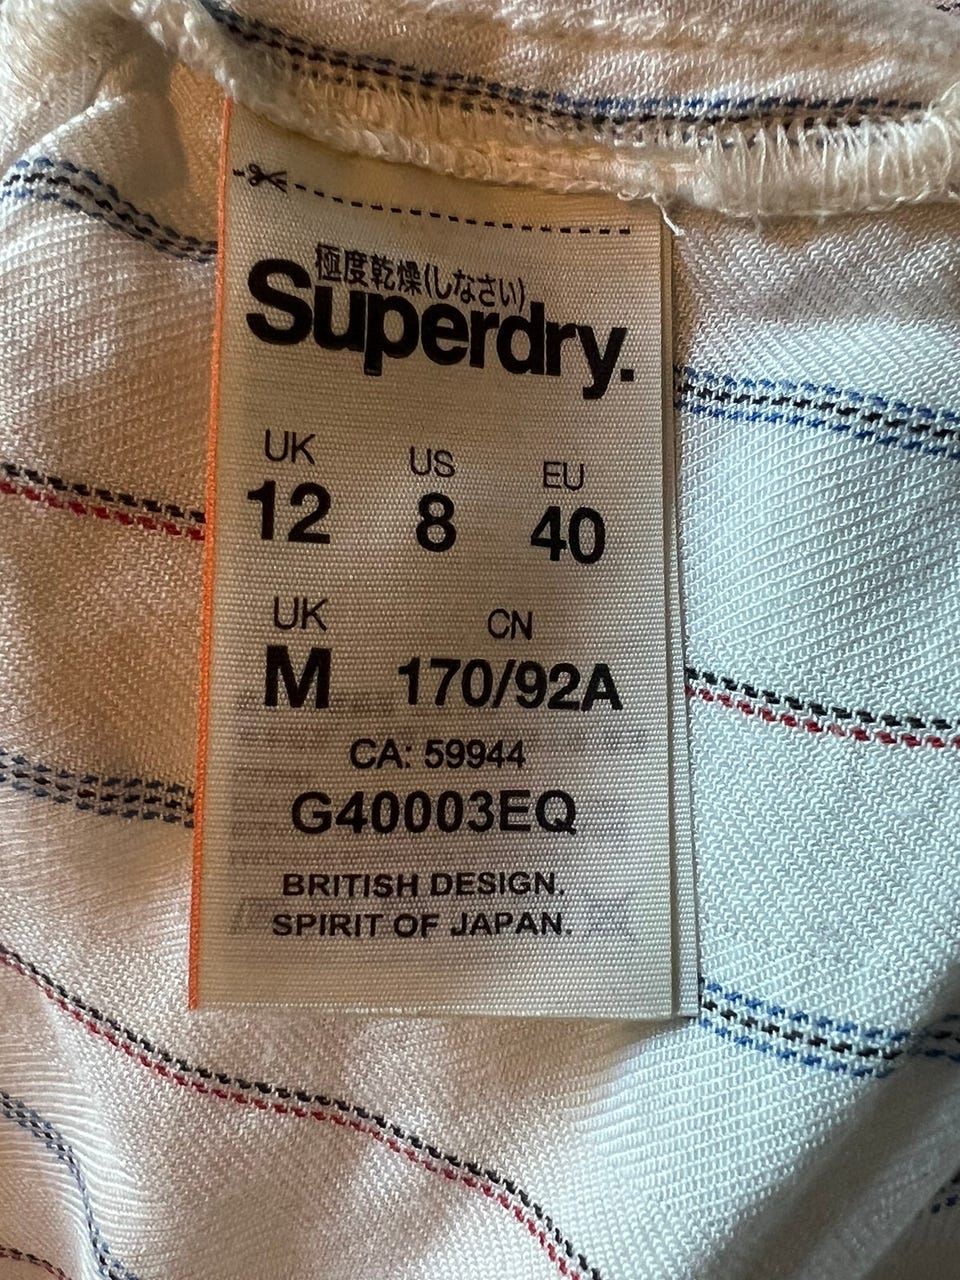 極度乾燥(しなさい)
Superdry.
UK US EU
12 8 40
UK CN
M 170/92A
CA: 59944
G40003EQ
BRITISH DESIGN.
SPIRIT OF JAPAN.